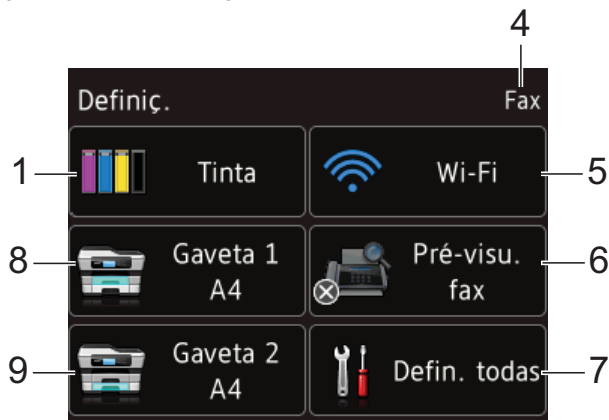 4
Definiç.
Fax
1
Tinta
Wi-Fi
5
8
Gaveta 1
A4
Pré-visu.
fax
6
9
Gaveta 2
A4
Defin. todas
7